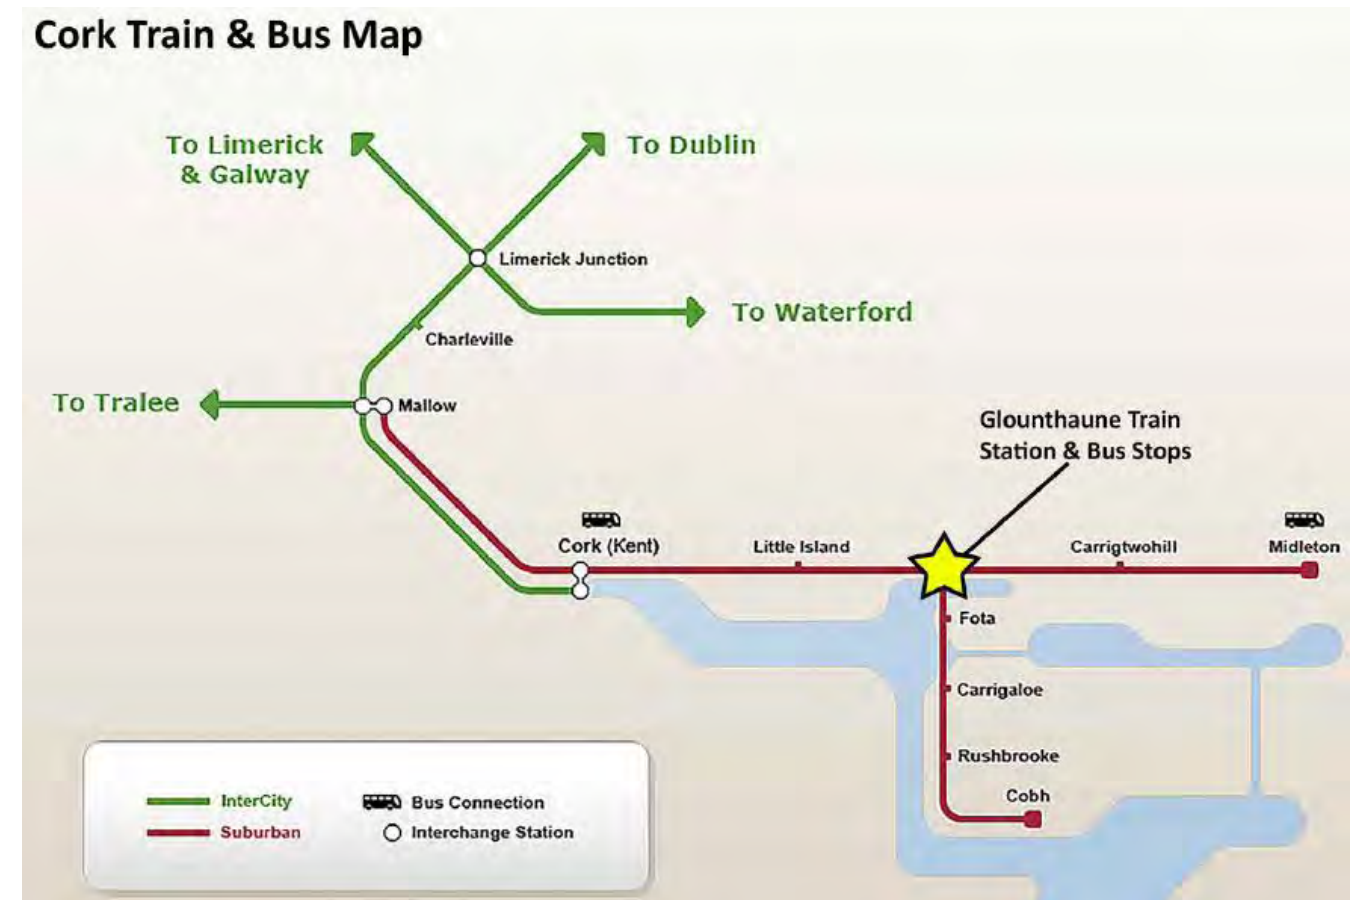 Cork Train & Bus Map
To Limerick
& Galway
To Dublin
Limerick Junction
To Waterford
Charleville
To Tralee
Mallow
Glounthaune Train
Station & Bus Stops
Cork (Kent)
Little Island
Carrigtwohill
Midleton
Fota
Carrigaloe
Rushbrooke
Cobh
InterCity
Bus Connection
Suburban
Interchange Station